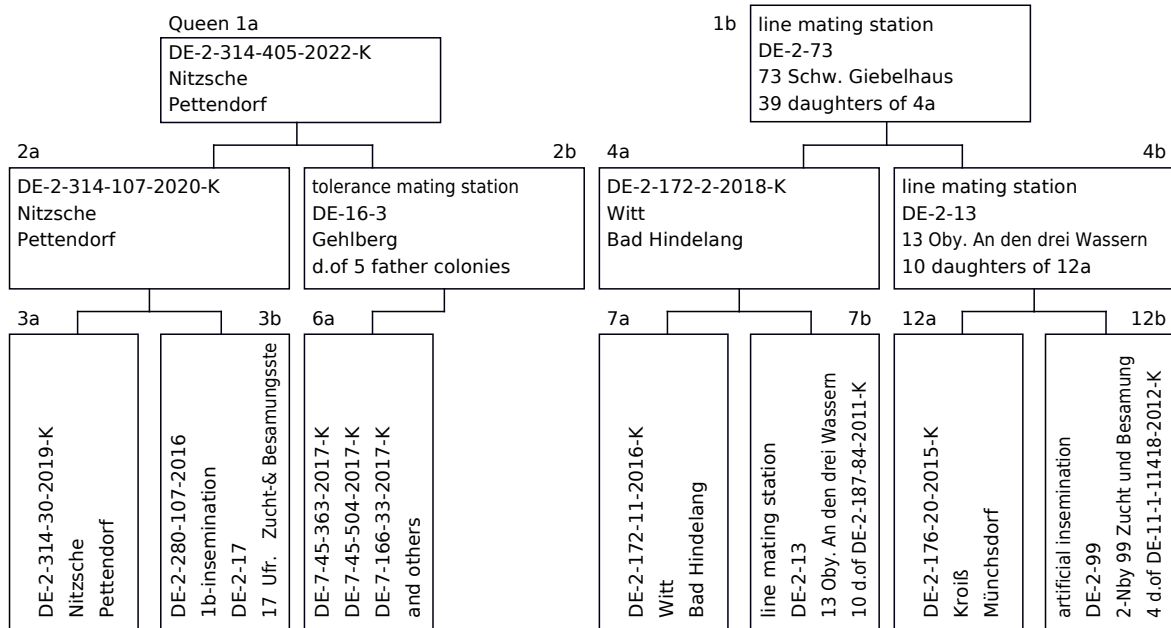 Queen 1a
DE-2-314-405-2022-K
Nitzsche
Pettendorf
1b
line mating station
DE-2-73
73 Schw. Giebelhaus
39 daughters of 4a
2a
DE-2-314-107-2020-K
Nitzsche
Pettendorf
2b
tolerance mating station
DE-16-3
Gehlberg
d.of 5 father colonies
4a
DE-2-172-2-2018-K
Witt
Bad Hindelang
4b
line mating station
DE-2-13
13 Oby. An den drei Wassern
10 daughters of 12a
3a
DE-2-314-30-2019-K
Nitzsche
Pettendorf
3b
DE-2-280-107-2016
1b-insemination
DE-2-17
17 Ufr. Zucht-& Besamungsste
6a
DE-7-45-363-2017-K
DE-7-45-504-2017-K
DE-7-166-33-2017-K
and others
7a
DE-2-172-11-2016-K
Witt
Bad Hindelang
7b
line mating station
DE-2-13
13 Oby. An den drei Wassern
10 d.of DE-2-187-84-2011-K
12a
DE-2-176-20-2015-K
Kroiß
Münchsdorf
12b
artificial insemination
DE-2-99
2-Nby 99 Zucht und Besamung
4 d.of DE-11-1-11418-2012-K